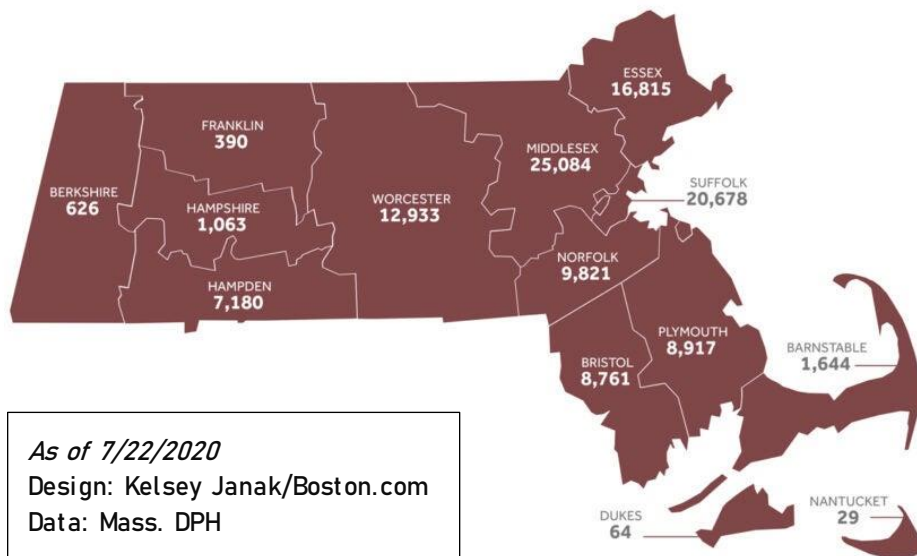 ESSEX
16,815
FRANKLIN
390
MIDDLESEX
25,084
SUFFOLK
20,678
BERKSHIRE
626
HAMPSHIRE
1,063
WORCESTER
12,933
NORFOLK
9,821
HAMPDEN
7,180
PLYMOUTH
8,917
BARNSTABLE
1,644
BRISTOL
8,761
As of 7/22/2020
Design: Kelsey Janak/Boston.com
Data: Mass. DPH
DUKES
64
NANTUCKET
29